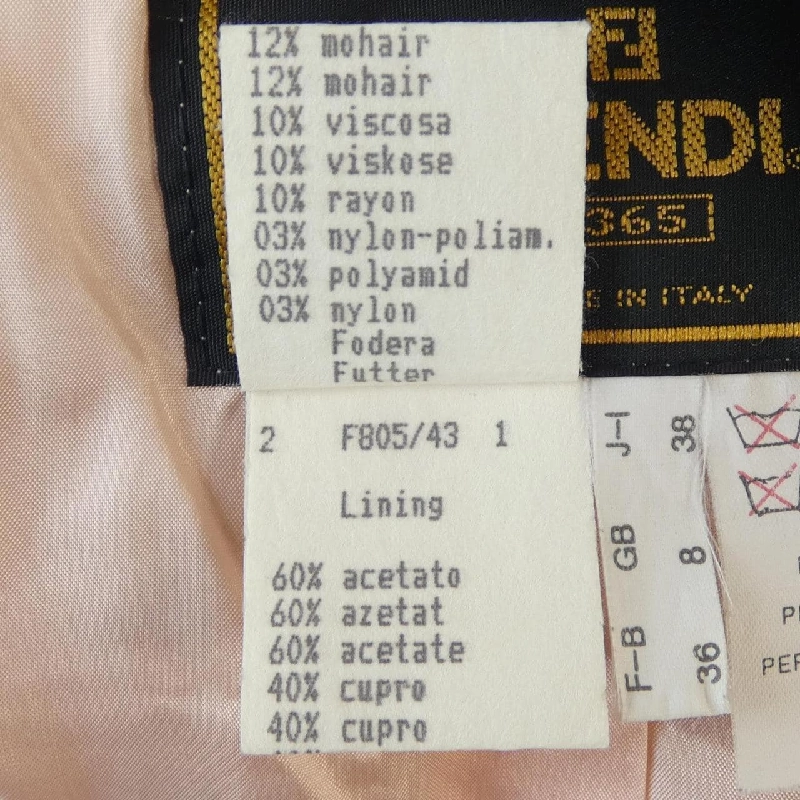 12% mohair
12% mohair
10% viscosa
10% viskose
10% rayon
03% nylon-poliam.
03% polyamid
03% nylon
Fodera
Futter
2 F805/43 1
Lining
60% acetato
60% azetat
60% acetate
40% cupro
40% cupro
ENDI
365
E IN ITALY
J-I 38
GB 8
F-B 36
PER